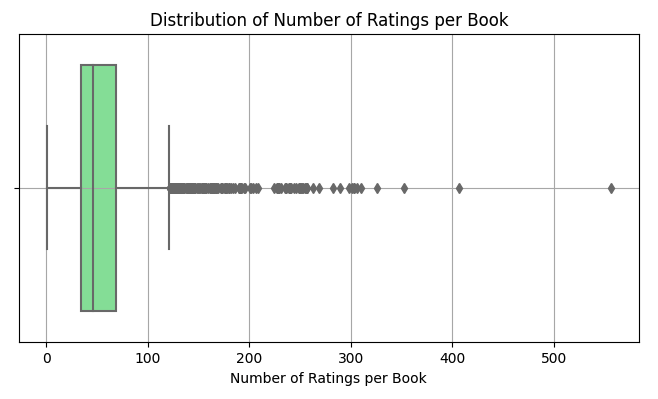 Distribution of Number of Ratings per Book
0 100 200 300 400 500
Number of Ratings per Book